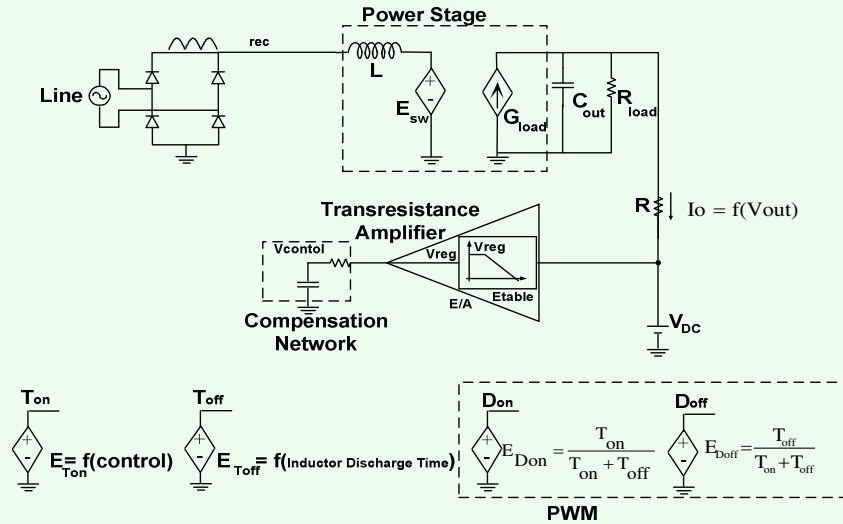 Power Stage
rec
Line
L
+
-
Esw
Gload
Cout
Rload
R
Io = f(Vout)
Transresistance
Amplifier
Vcontol
Vreg
Vreg
Etable
E/A
Compensation
Network
VDC
Ton
+
-
ETon= f(control)
Toff
+
-
EToff= f(Inductor Discharge Time)
Don
+
-
EDon = Ton / Ton + Toff
Doff
+
-
EDoff= Toff / Ton+Toff
PWM